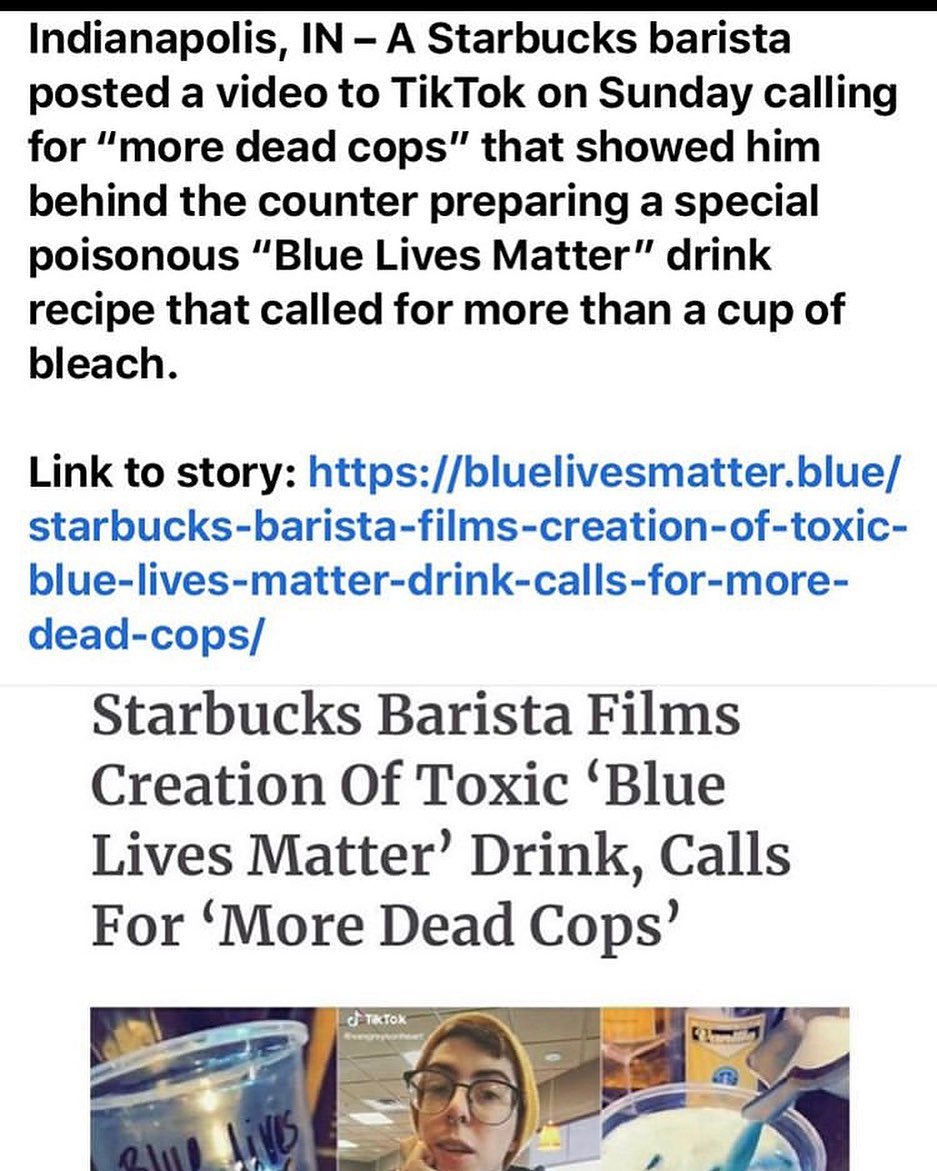 Indianapolis, IN – A Starbucks barista
posted a video to TikTok on Sunday calling
for “more dead cops” that showed him
behind the counter preparing a special
poisonous “Blue Lives Matter” drink
recipe that called for more than a cup of
bleach.
Link to story: https://bluelivesmatter.blue/
starbucks-barista-films-creation-of-toxic-
blue-lives-matter-drink-calls-for-more-
dead-cops/
Starbucks Barista Films
Creation Of Toxic ‘Blue
Lives Matter’ Drink, Calls
For ‘More Dead Cops’
TikTok
Blue Lives